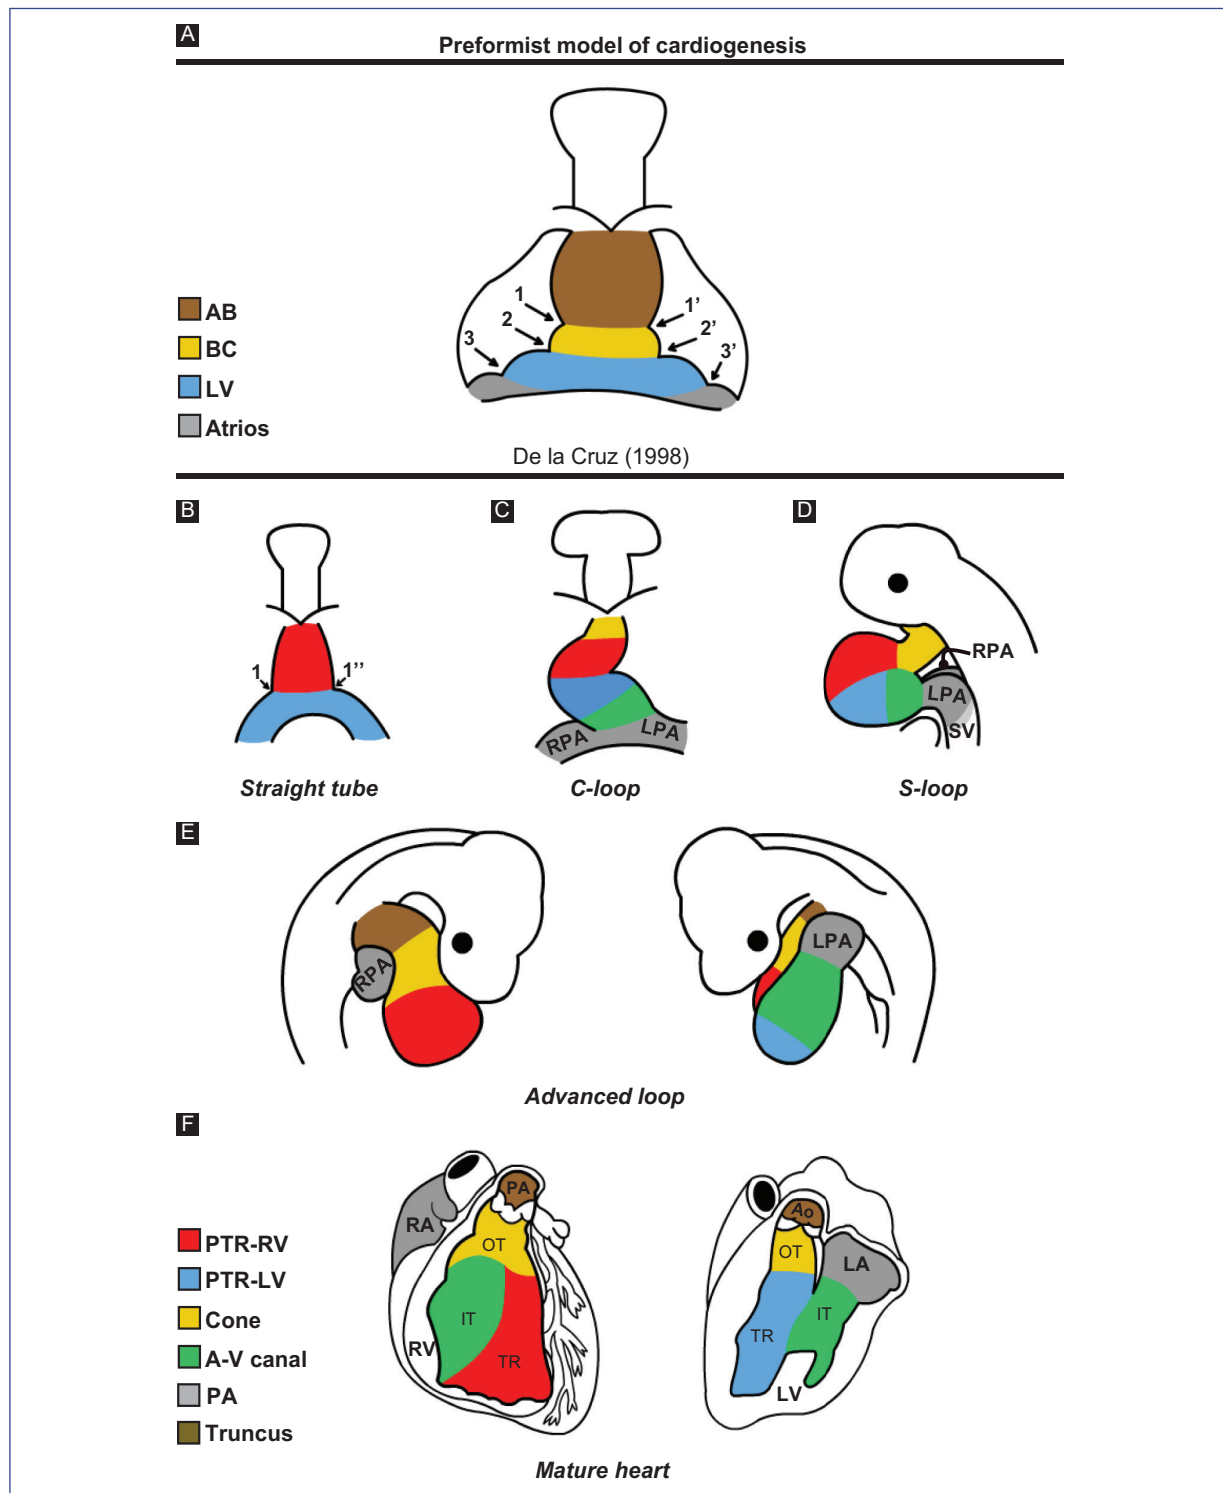 A
Preformist model of cardiogenesis
1
2
3
1'
2'
3'
AB
BC
LV
Atrios
De la Cruz (1998)
B
C
D
1
1''
RPA
LPA
RPA
LPA
SV
Straight tube
C-loop
S-loop
E
RPA
LPA
Advanced loop
F
RA
PA
OT
IT
TR
RV
Ao
OT
LA
IT
TR
LV
PTR-RV
PTR-LV
Cone
A-V canal
PA
Truncus
Mature heart